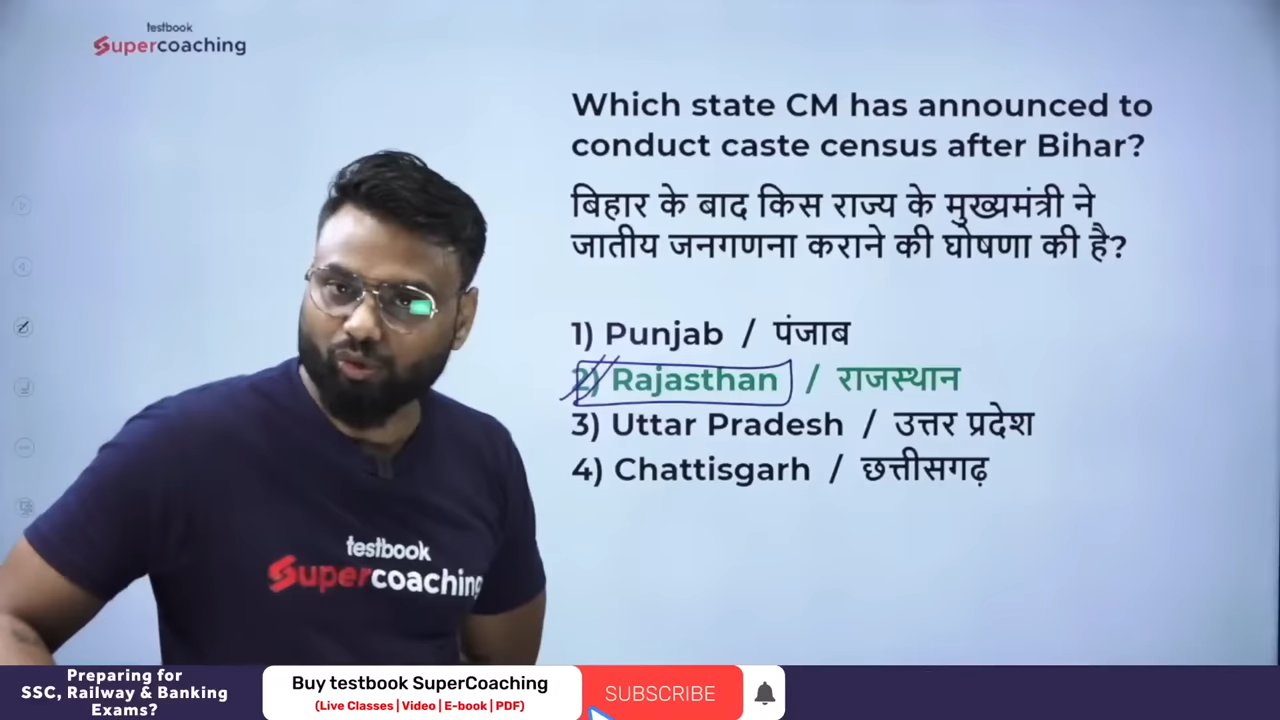 testbook
Supercoaching
Which state CM has announced to
conduct caste census after Bihar?
बिहार के बाद किस राज्य के मुख्यमंत्री ने
जातीय जनगणना कराने की घोषणा की है?
1) Punjab / पंजाब
2) Rajasthan / राजस्थान
3) Uttar Pradesh / उत्तर प्रदेश
4) Chattisgarh / छत्तीसगढ़
testbook
Supercoaching
Preparing for
SSC, Railway & Banking
Exams?
Buy testbook SuperCoaching
(Live Classes | Video | E-book | PDF)
SUBSCRIBE